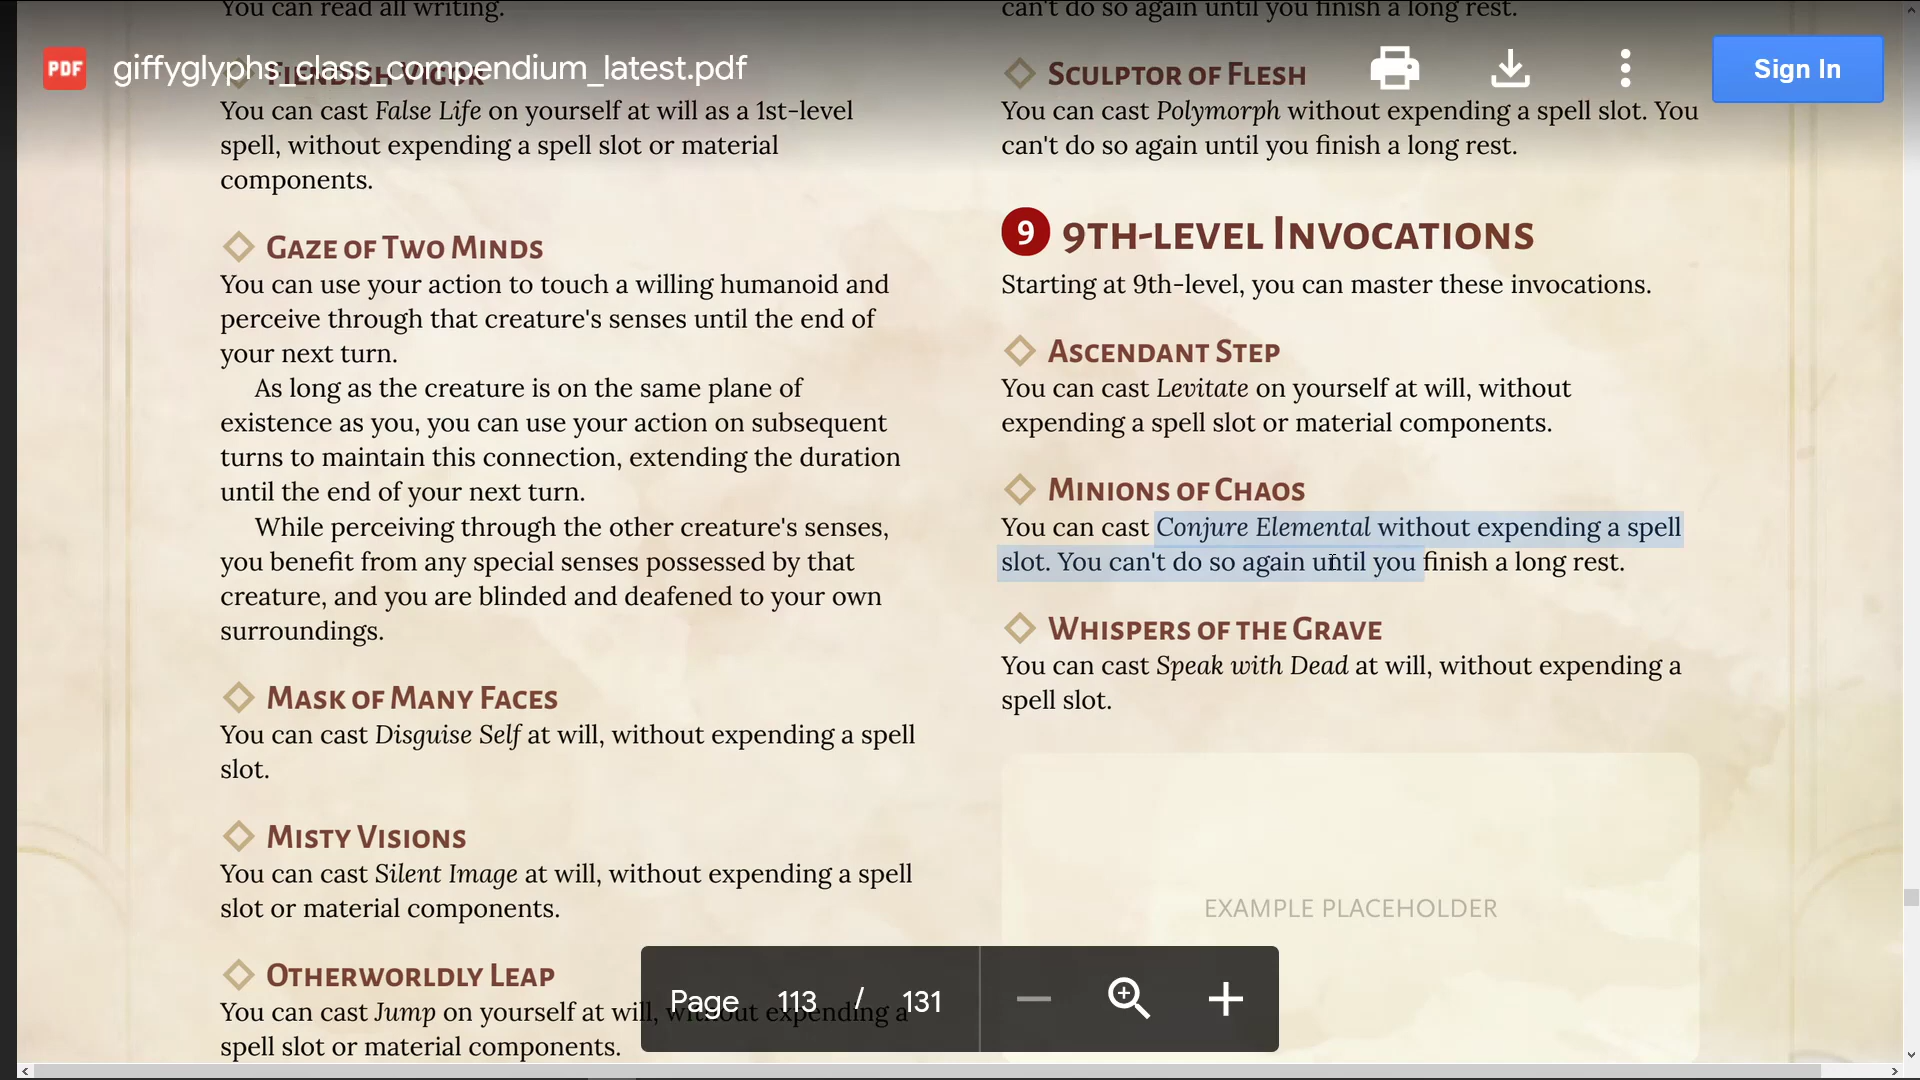 You can read all writing.
PDF giffyglyphs_class_compendium_latest.pdf
Fiendish Vigor
You can cast False Life on yourself at will as a 1st-level
spell, without expending a spell slot or material
components.
Gaze of Two Minds
You can use your action to touch a willing humanoid and
perceive through that creature's senses until the end of
your next turn.
As long as the creature is on the same plane of
existence as you, you can use your action on subsequent
turns to maintain this connection, extending the duration
until the end of your next turn.
While perceiving through the other creature's senses,
you benefit from any special senses possessed by that
creature, and you are blinded and deafened to your own
surroundings.
Mask of Many Faces
You can cast Disguise Self at will, without expending a spell
slot.
Misty Visions
You can cast Silent Image at will, without expending a spell
slot or material components.
Otherworldly Leap
You can cast Jump on yourself at will, without expending a
spell slot or material components.
can't do so again until you finish a long rest.
Sign In
Sculptor of Flesh
You can cast Polymorph without expending a spell slot. You
can't do so again until you finish a long rest.
9 9th-level Invocations
Starting at 9th-level, you can master these invocations.
Ascendant Step
You can cast Levitate on yourself at will, without
expending a spell slot or material components.
Minions of Chaos
You can cast Conjure Elemental without expending a spell
slot. You can't do so again until you finish a long rest.
Whispers of the Grave
You can cast Speak with Dead at will, without expending a
spell slot.
EXAMPLE PLACEHOLDER
Page 113 / 131